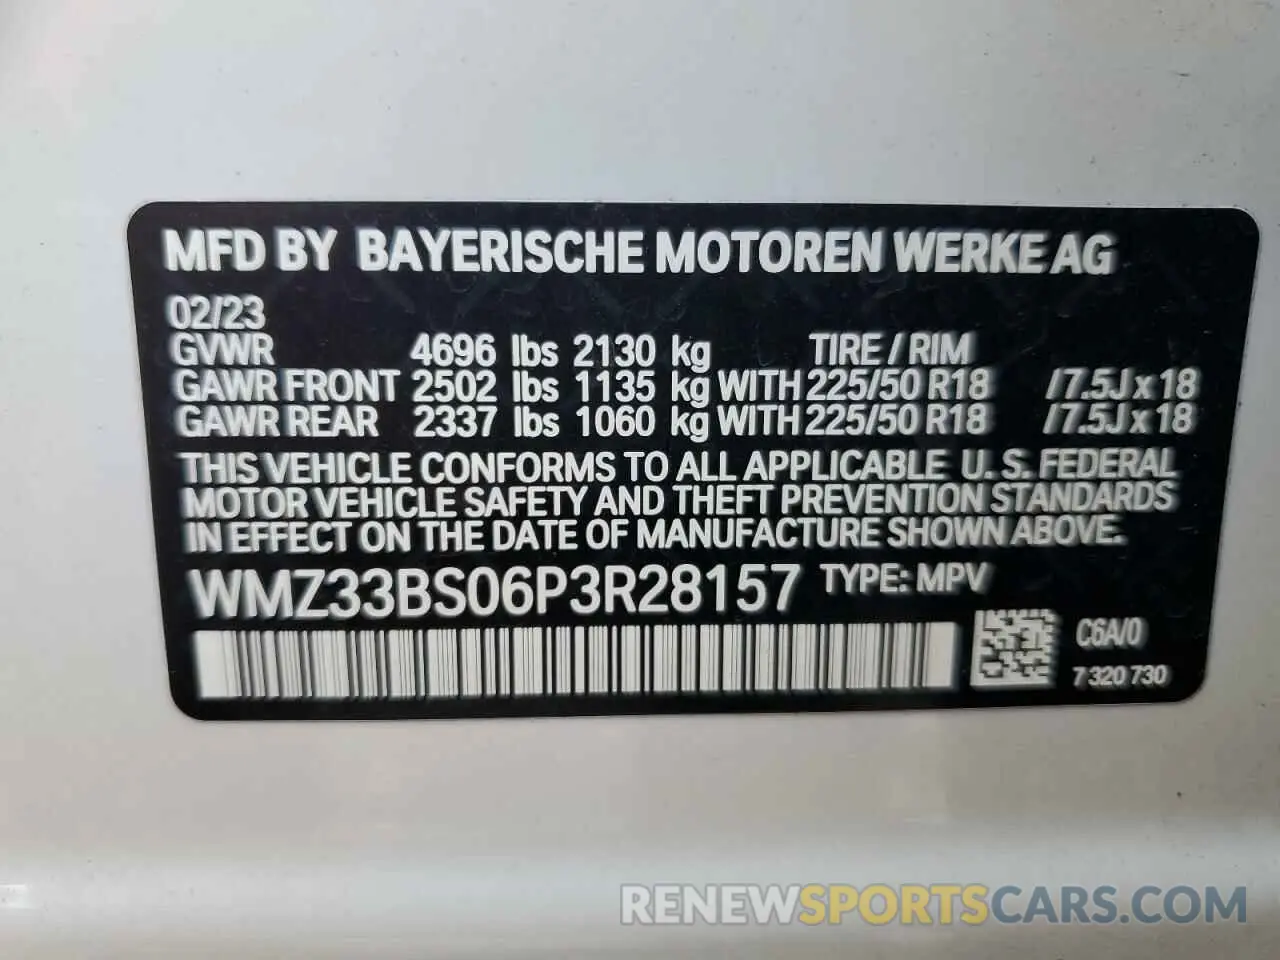 MFD BY BAYERISCHE MOTOREN WERKE AG
02/23
GVWR 4696 lbs 2130 kg TIRE / RIM
GAWR FRONT 2502 lbs 1135 kg WITH 225/50 R18 /7.5J x 18
GAWR REAR 2337 lbs 1060 kg WITH 225/50 R18 /7.5J x 18
THIS VEHICLE CONFORMS TO ALL APPLICABLE U. S. FEDERAL
MOTOR VEHICLE SAFETY AND THEFT PREVENTION STANDARDS
IN EFFECT ON THE DATE OF MANUFACTURE SHOWN ABOVE.
WMZ33BS06P3R28157 TYPE: MPV
C6A/0
7 320 730
RENEWSPORTSCARS.COM